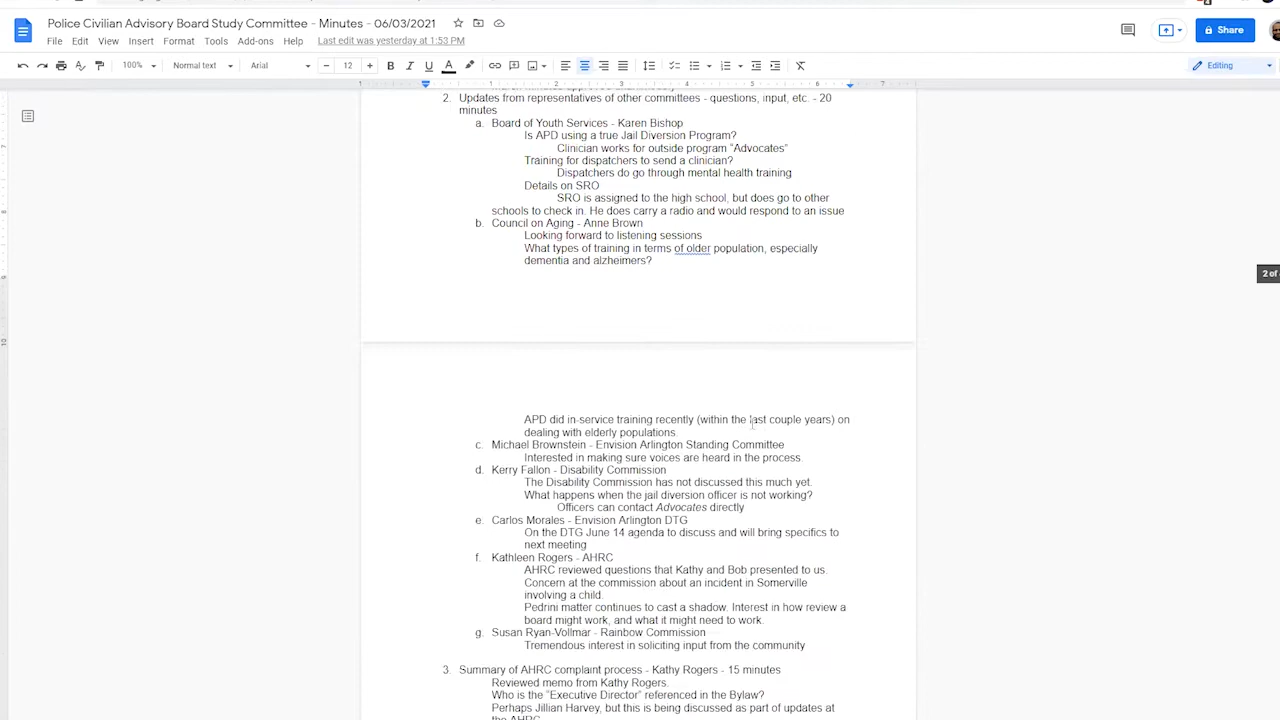 Police Civilian Advisory Board Study Committee - Minutes - 06/03/2021
File Edit View Insert Format Tools Add-ons Help Last edit was yesterday at 1:53 PM
Share
100% Normal text Arial 12 Editing
2. Updates from representatives of other committees - questions, input, etc. - 20
minutes
a. Board of Youth Services - Karen Bishop
Is APD using a true Jail Diversion Program?
Clinician works for outside program “Advocates”
Training for dispatchers to send a clinician?
Dispatchers do go through mental health training
Details on SRO
SRO is assigned to the high school, but does go to other
schools to check in. He does carry a radio and would respond to an issue
b. Council on Aging - Anne Brown
Looking forward to listening sessions
What types of training in terms of older population, especially
dementia and alzheimers?
2 of
APD did in-service training recently (within the last couple years) on
dealing with elderly populations.
c. Michael Brownstein - Envision Arlington Standing Committee
Interested in making sure voices are heard in the process.
d. Kerry Fallon - Disability Commission
The Disability Commission has not discussed this much yet.
What happens when the jail diversion officer is not working?
Officers can contact Advocates directly
e. Carlos Morales - Envision Arlington DTG
On the DTG June 14 agenda to discuss and will bring specifics to
next meeting
f. Kathleen Rogers - AHRC
AHRC reviewed questions that Kathy and Bob presented to us.
Concern at the commission about an incident in Somerville
involving a child.
Pedrini matter continues to cast a shadow. Interest in how review a
board might work, and what it might need to work.
g. Susan Ryan-Vollmar - Rainbow Commission
Tremendous interest in soliciting input from the community
3. Summary of AHRC complaint process - Kathy Rogers - 15 minutes
Reviewed memo from Kathy Rogers.
Who is the “Executive Director” referenced in the Bylaw?
Perhaps Jillian Harvey, but this is being discussed as part of updates at
the AHRC